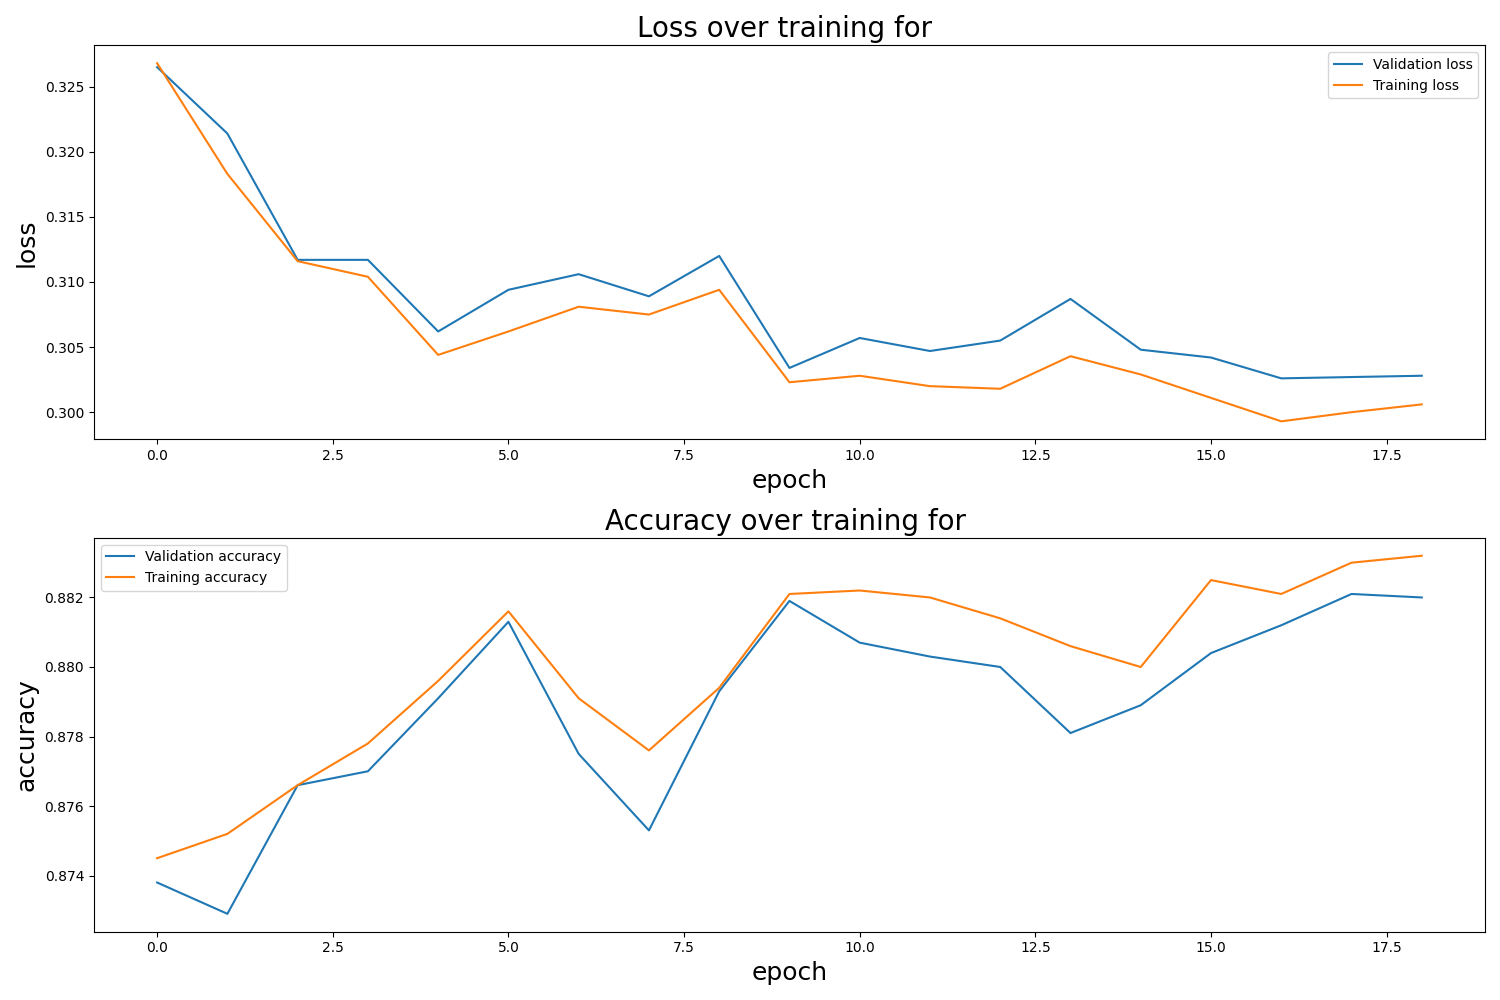 Loss over training for
Validation loss
Training loss
0.325
0.320
0.315
0.310
0.305
0.300
loss
0.0 2.5 5.0 7.5 10.0 12.5 15.0 17.5
epoch
Accuracy over training for
Validation accuracy
Training accuracy
0.882
0.880
0.878
0.876
0.874
accuracy
0.0 2.5 5.0 7.5 10.0 12.5 15.0 17.5
epoch